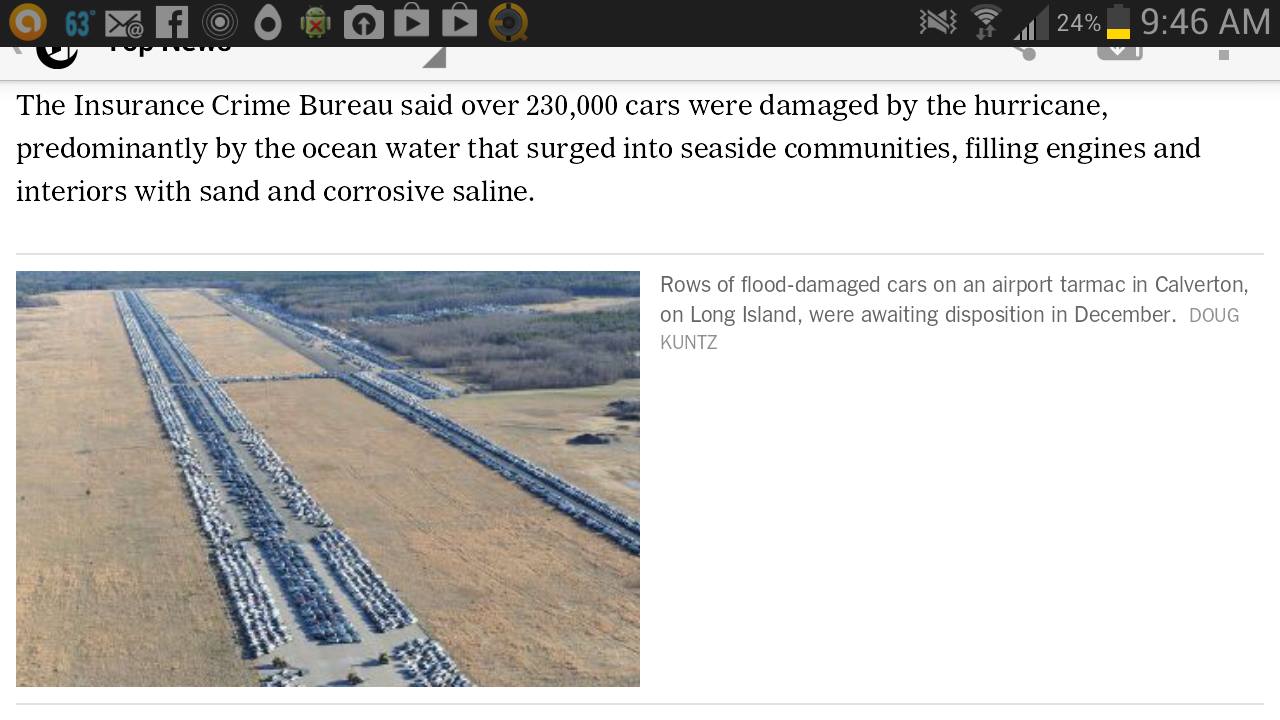 63°
24%
9:46 AM
Top News
The Insurance Crime Bureau said over 230,000 cars were damaged by the hurricane,
predominantly by the ocean water that surged into seaside communities, filling engines and
interiors with sand and corrosive saline.
Rows of flood-damaged cars on an airport tarmac in Calverton,
on Long Island, were awaiting disposition in December. DOUG
KUNTZ